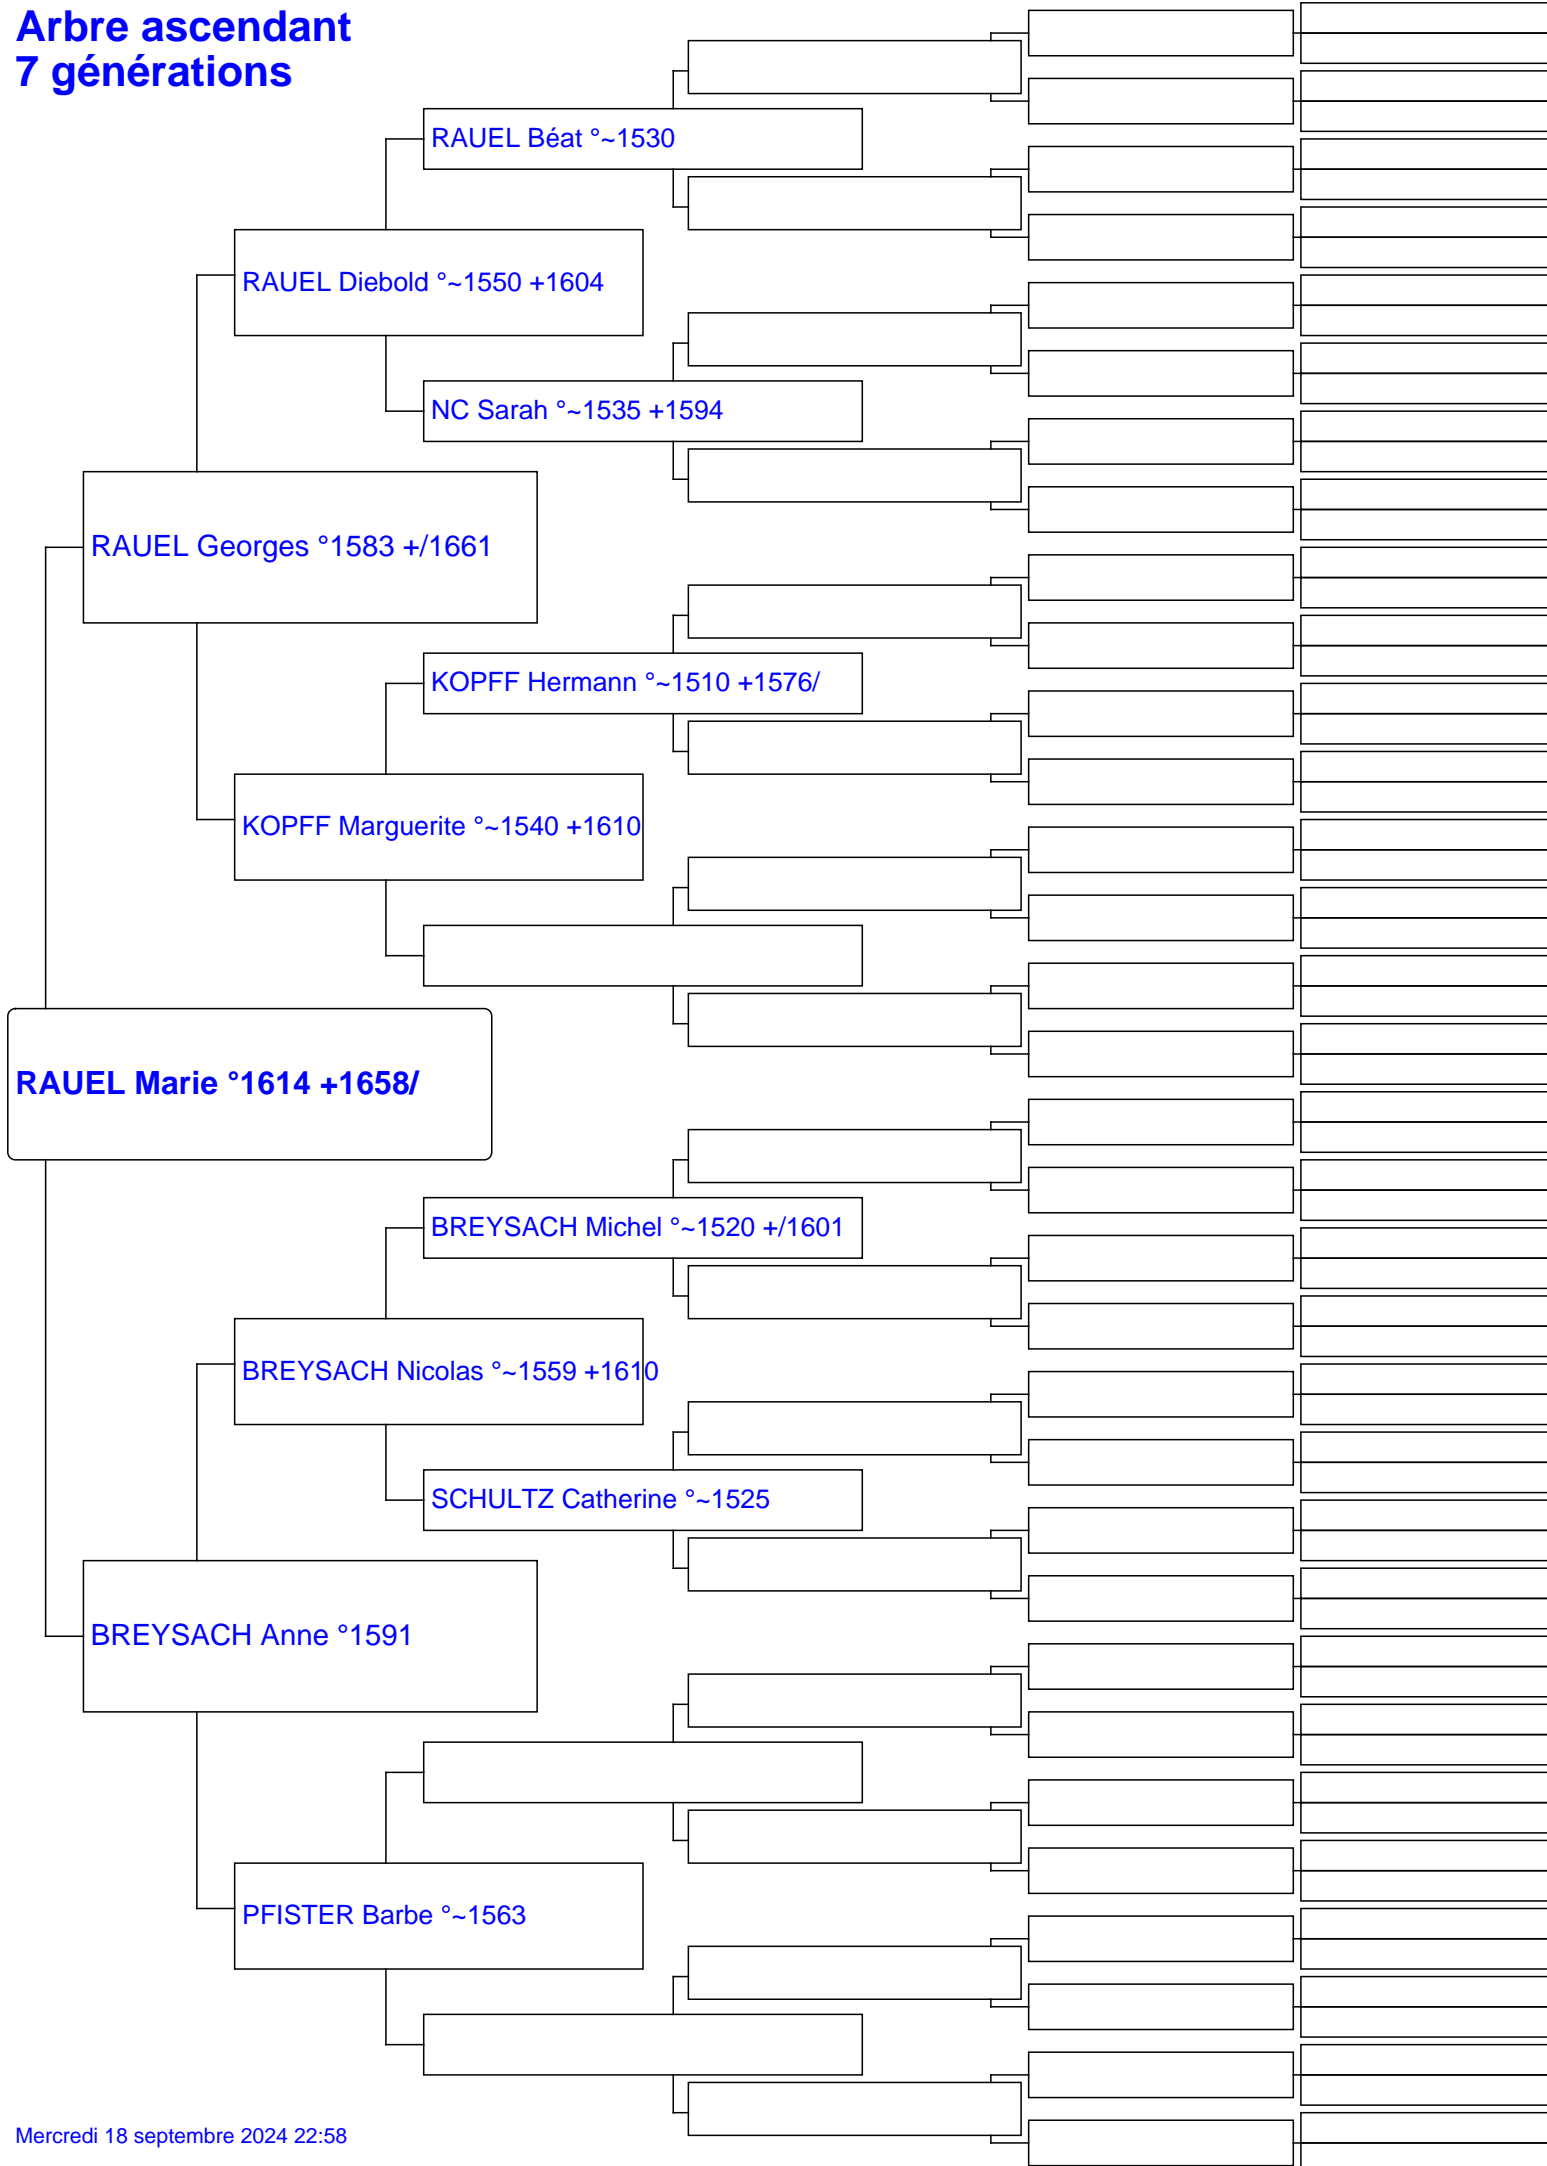 Arbre ascendant
7 générations
RAUEL Béat °~1530
RAUEL Diebold °~1550 +1604
NC Sarah °~1535 +1594
RAUEL Georges °1583 +/1661
KOPFF Hermann °~1510 +1576/
KOPFF Marguerite °~1540 +1610
RAUEL Marie °1614 +1658/
BREYSACH Michel °~1520 +/1601
BREYSACH Nicolas °~1559 +1610
SCHULTZ Catherine °~1525
BREYSACH Anne °1591
PFISTER Barbe °~1563
Mercredi 18 septembre 2024 22:58